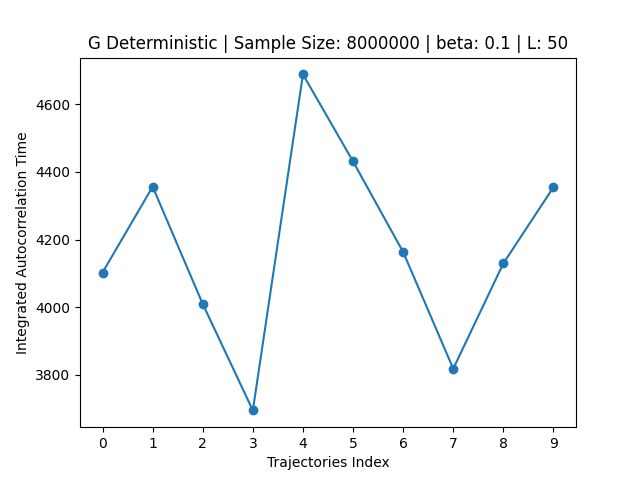 G Deterministic | Sample Size: 8000000 | beta: 0.1 | L: 50
Integrated Autocorrelation Time
4600
4400
4200
4000
3800
0 1 2 3 4 5 6 7 8 9
Trajectories Index